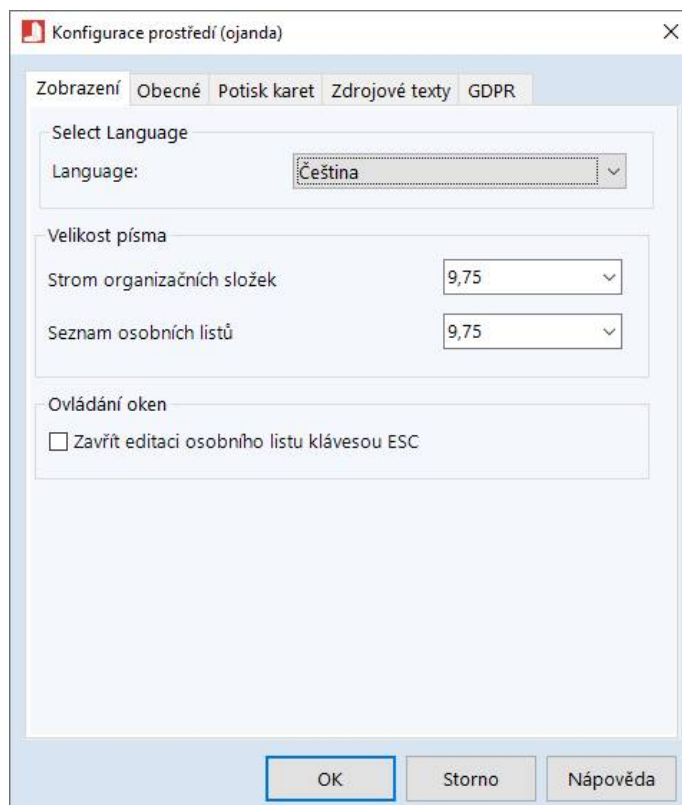 Konfigurace prostředí (ojanda)
Zobrazení Obecné Potisk karet Zdrojové texty GDPR
Select Language
Language: Čeština
Velikost písma
Strom organizačních složek 9,75
Seznam osobních listů 9,75
Ovládání oken
Zavřít editaci osobního listu klávesou ESC
OK Storno Nápověda